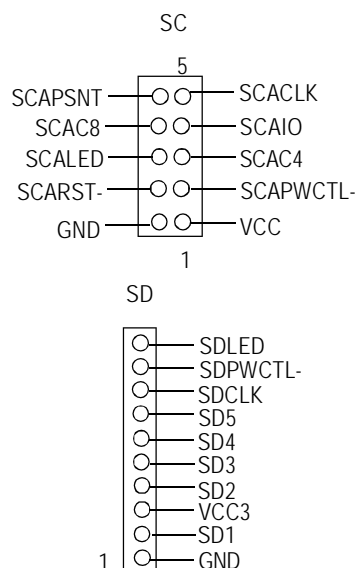 SC
5
SCAPSNT SCACLK
SCAC8 SCAIO
SCALED SCAC4
SCARST- SCAPWCTL-
GND VCC
1
SD
SDLED
SDPWCTL-
SDCLK
SD5
SD4
SD3
SD2
VCC3
SD1
1 GND